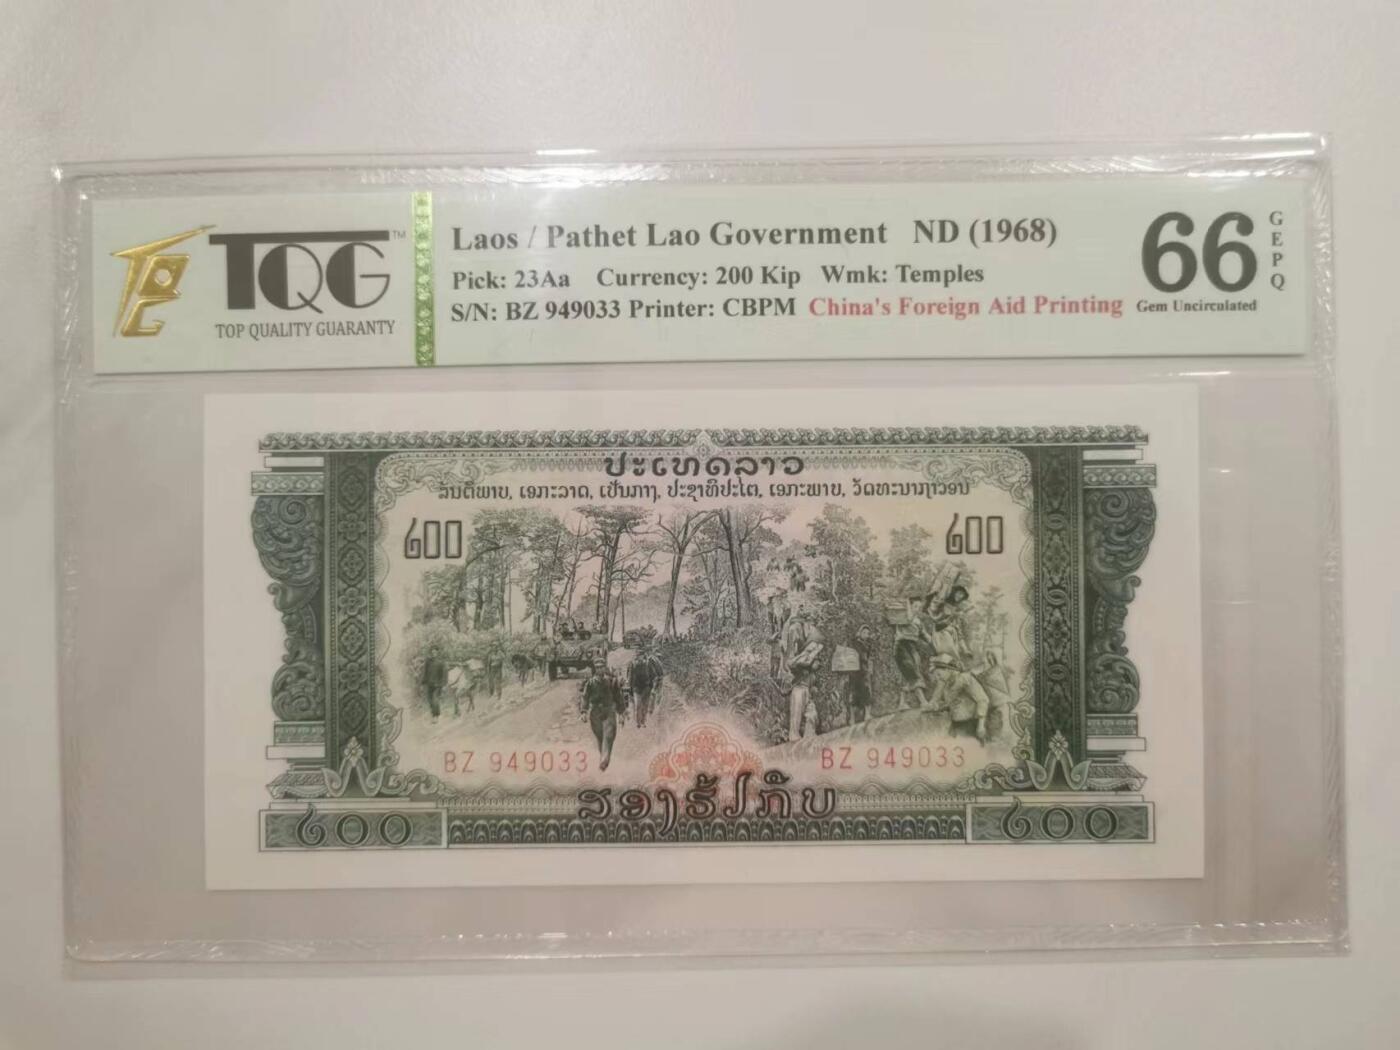 TQG™
TOP QUALITY GUARANTY
Laos / Pathet Lao Government ND (1968)
Pick: 23Aa Currency: 200 Kip Wmk: Temples
S/N: BZ 949033 Printer: CBPM China's Foreign Aid Printing
66
GEPQ
Gem Uncirculated
ປະເທດລາວ
ສັນຕິພາບ, ເອກະລາດ, ເປັນກາງ, ປະຊາທິປະໄຕ, ເອກະພາບ, ວັດທະນາຖາວອນ
໒໐໐ ໒໐໐
BZ 949033 BZ 949033
ສອງຮ້ອຍກີບ
໒໐໐ ໒໐໐